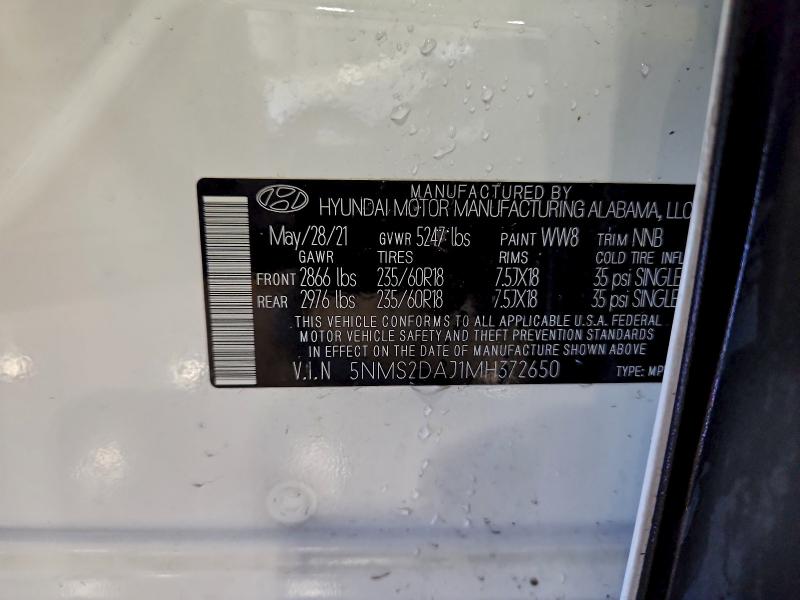 MANUFACTURED BY
HYUNDAI MOTOR MANUFACTURING ALABAMA, LLC
May/28/21 GVWR 5247 lbs PAINT WW8 TRIM NNB
GAWR TIRES RIMS COLD TIRE INFL
FRONT 2866 lbs 235/60R18 7.5JX18 35 psi SINGLE
REAR 2976 lbs 235/60R18 7.5JX18 35 psi SINGLE
THIS VEHICLE CONFORMS TO ALL APPLICABLE U.S.A. FEDERAL
MOTOR VEHICLE SAFETY AND THEFT PREVENTION STANDARDS
IN EFFECT ON THE DATE OF MANUFACTURE SHOWN ABOVE
V.I.N 5NMS2DAJ1MH372650 TYPE: MP